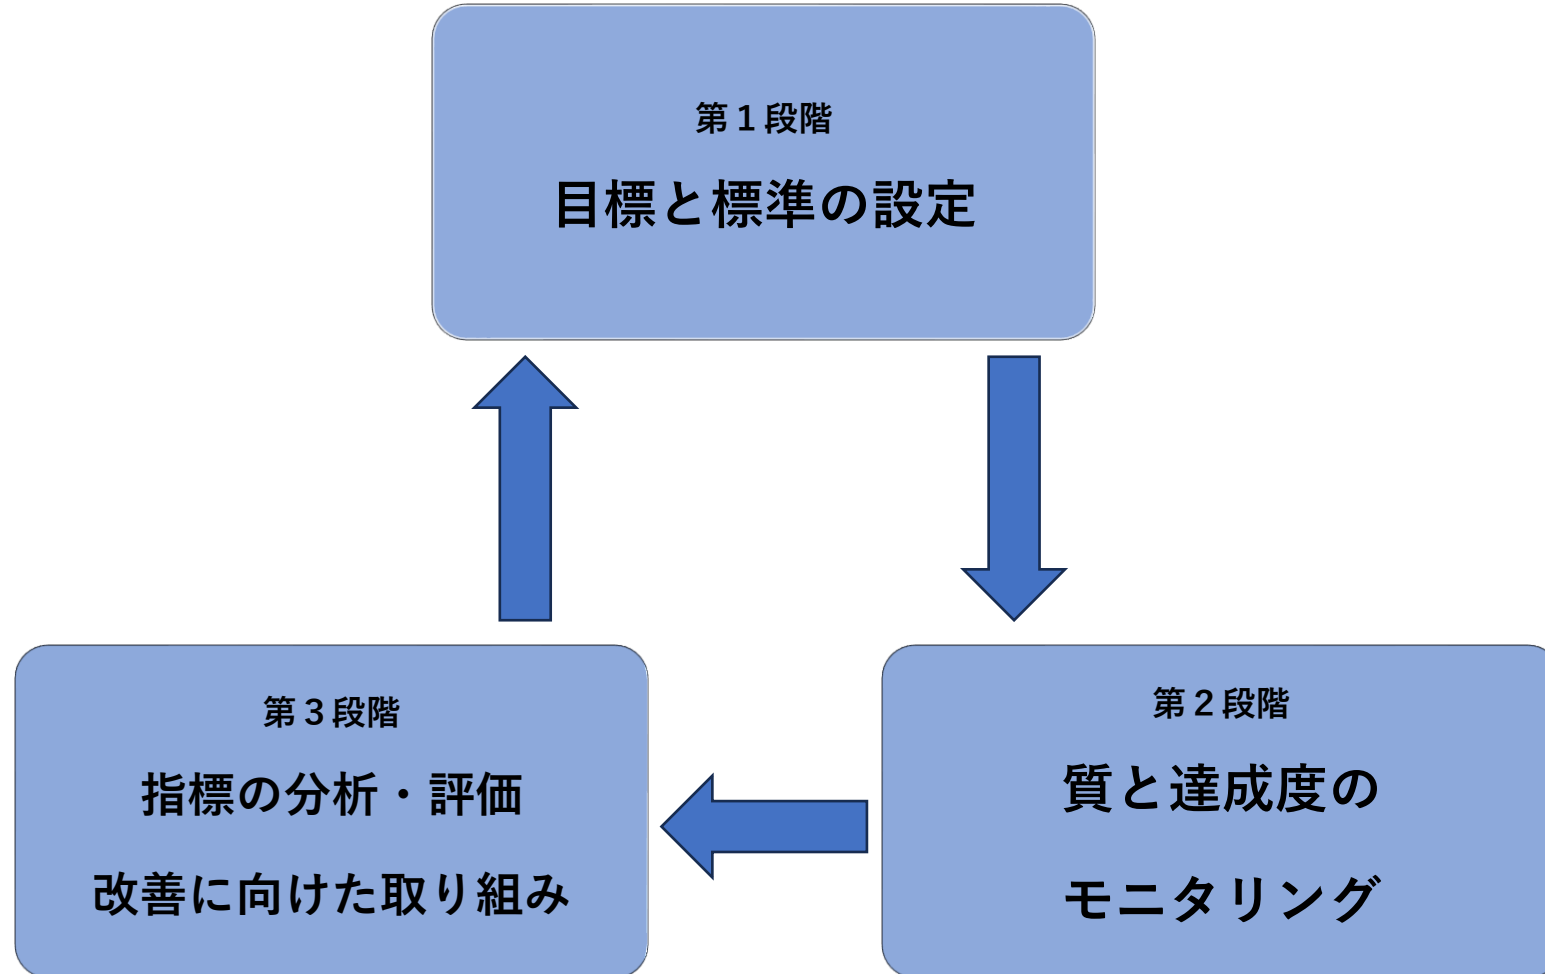 第１段階
目標と標準の設定
第２段階
質と達成度の
モニタリング
第３段階
指標の分析・評価
改善に向けた取り組み